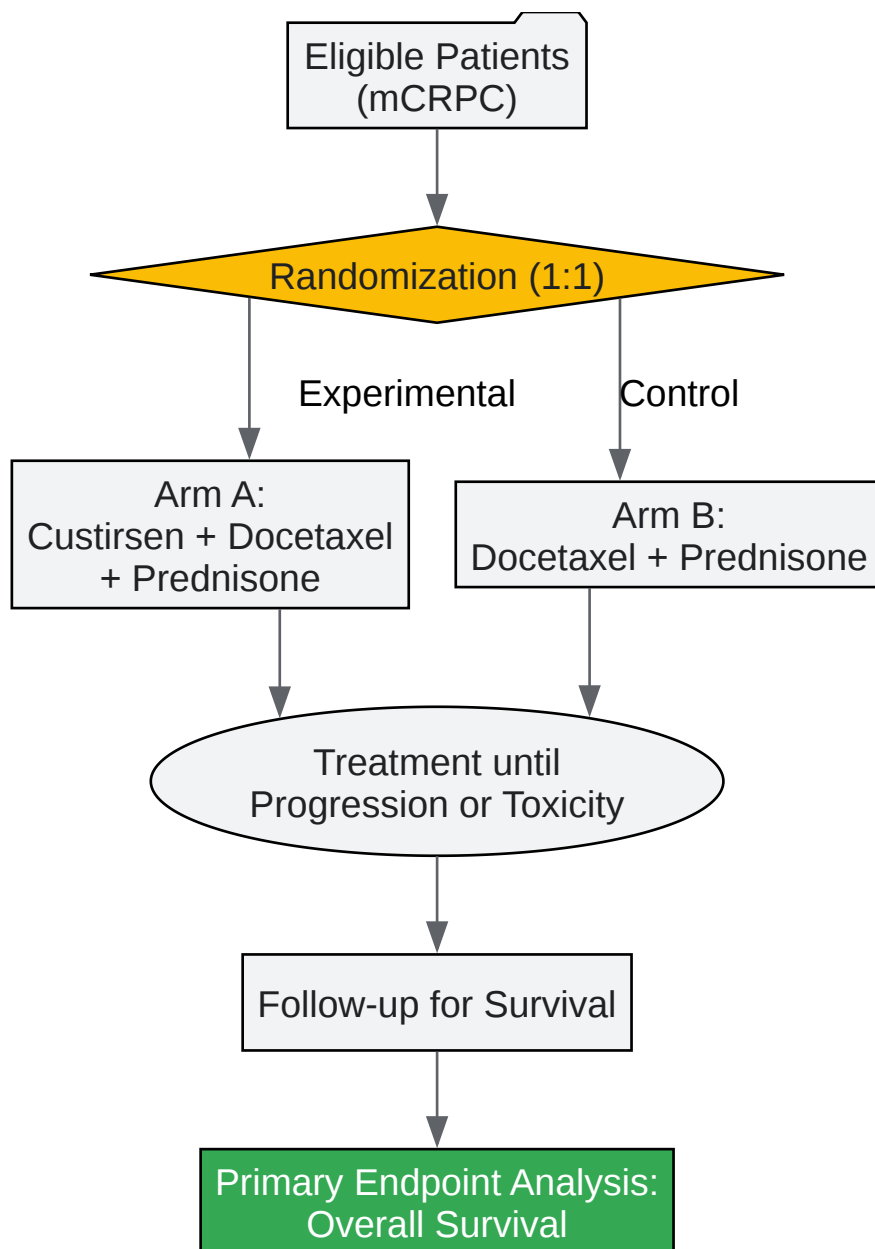 Eligible Patients
(mCRPC)
Randomization (1:1)
Experimental
Control
Arm A:
Custirsen + Docetaxel
+ Prednisone
Arm B:
Docetaxel + Prednisone
Treatment until
Progression or Toxicity
Follow-up for Survival
Primary Endpoint Analysis:
Overall Survival